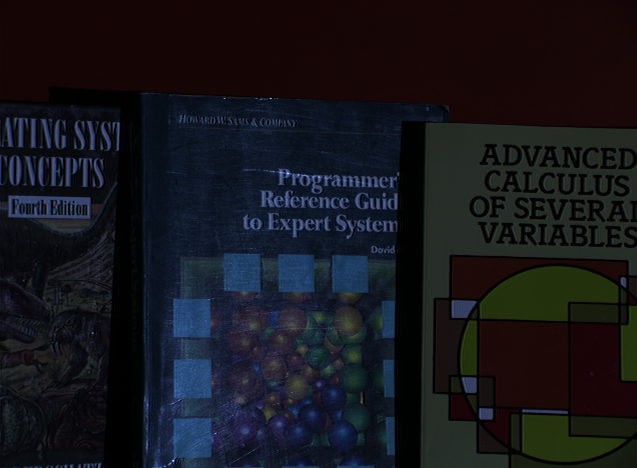 ATING SYST
CONCEPTS
Fourth Edition
HOWARD W. SAMS & COMPANY
Programmer'
Reference Guid
to Expert System
David
ADVANCED
CALCULUS
OF SEVERAL
VARIABLES